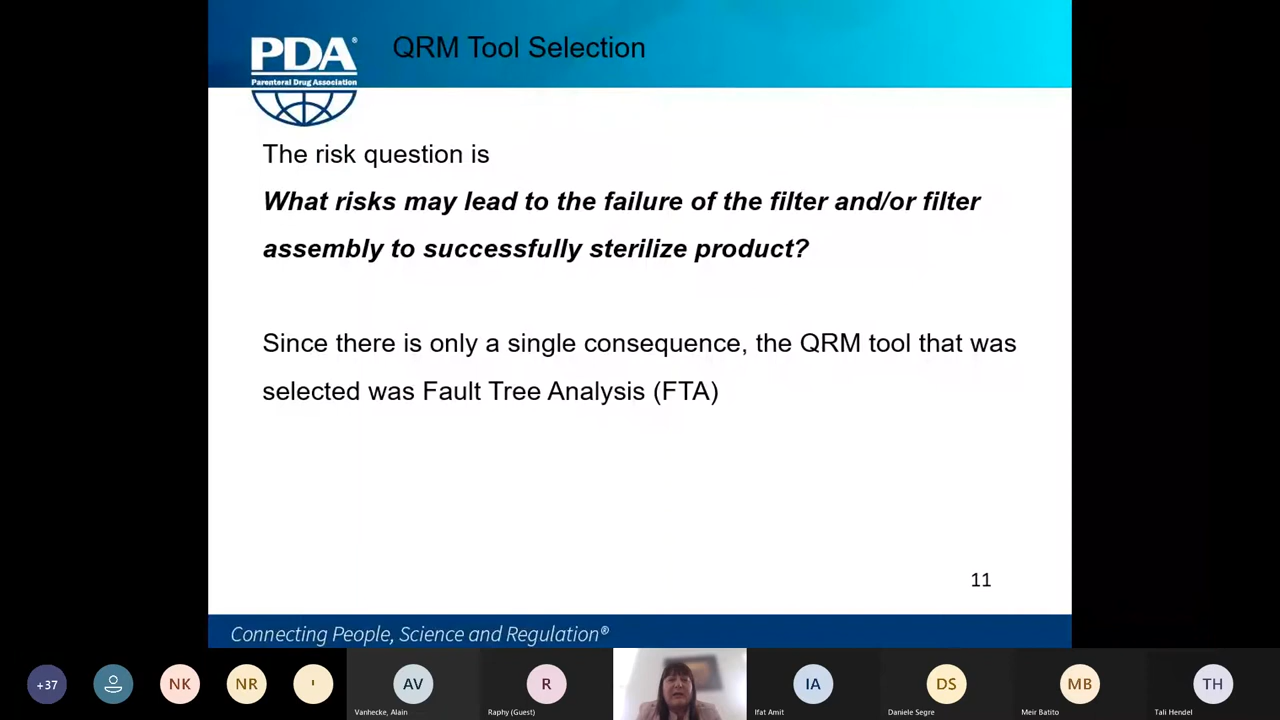 PDA®
Parenteral Drug Association
QRM Tool Selection
The risk question is
What risks may lead to the failure of the filter and/or filter
assembly to successfully sterilize product?
Since there is only a single consequence, the QRM tool that was
selected was Fault Tree Analysis (FTA)
11
Connecting People, Science and Regulation®
+37
NK
NR
'
AV
R
IA
DS
MB
TH
Vanhecke, Alain
Raphy (Guest)
Ifat Amit
Daniele Segre
Meir Batito
Tali Hendel